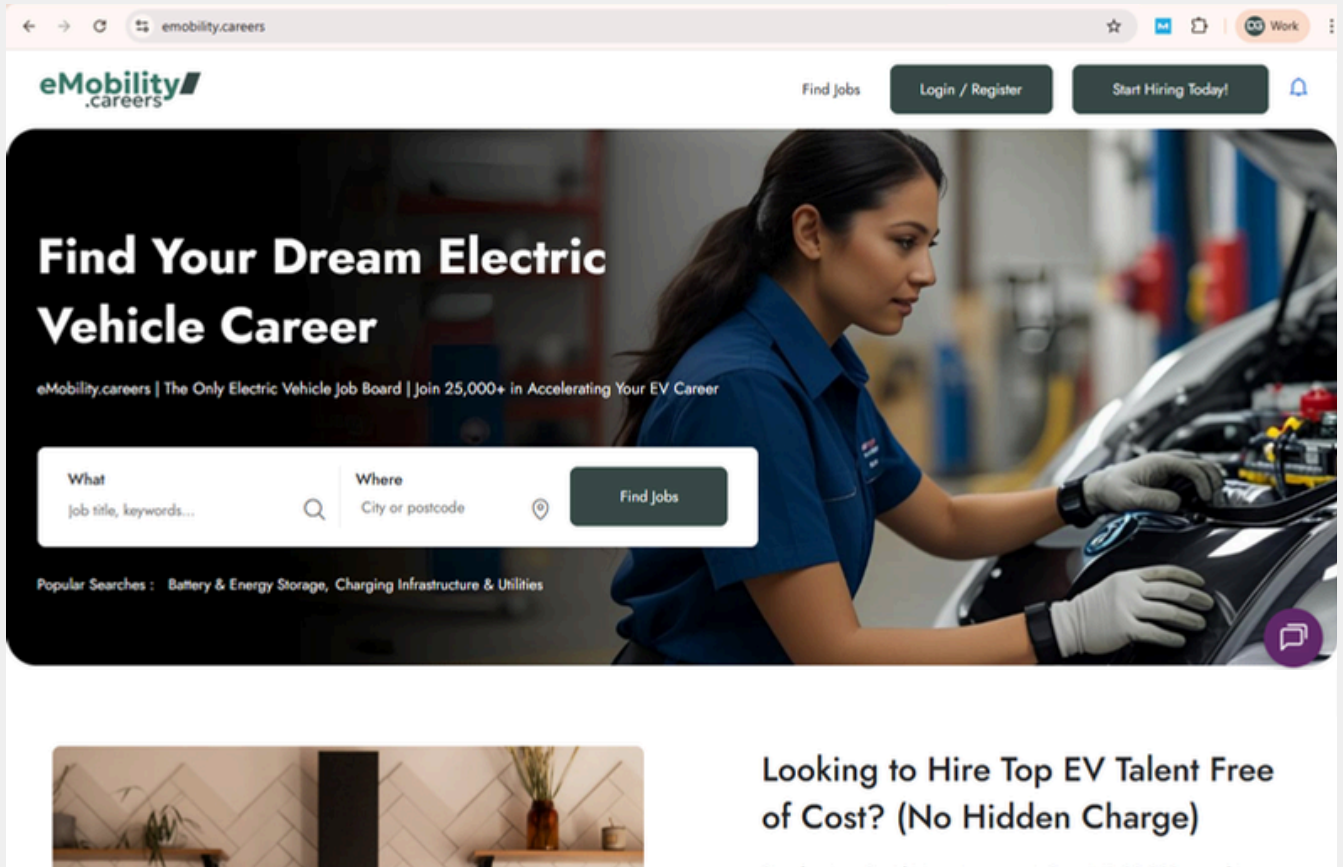 emobility.careers
Work
eMobility
.careers
Find Jobs
Login / Register
Start Hiring Today!
Find Your Dream Electric
Vehicle Career
eMobility.careers | The Only Electric Vehicle Job Board | Join 25,000+ in Accelerating Your EV Career
What
Where
Job title, keywords...
City or postcode
Find Jobs
Popular Searches : Battery & Energy Storage, Charging Infrastructure & Utilities
Looking to Hire Top EV Talent Free
of Cost? (No Hidden Charge)